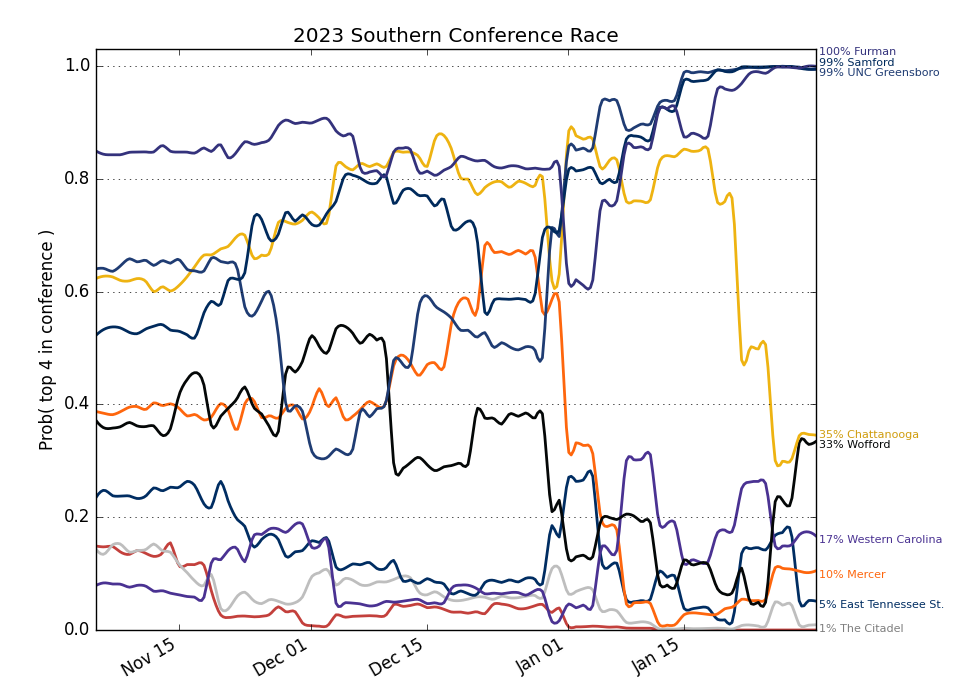 2023 Southern Conference Race
Prob( top 4 in conference )
1.0
0.8
0.6
0.4
0.2
0.0
Nov 15
Dec 01
Dec 15
Jan 01
Jan 15
100% Furman
99% Samford
99% UNC Greensboro
35% Chattanooga
33% Wofford
17% Western Carolina
10% Mercer
5% East Tennessee St.
1% The Citadel